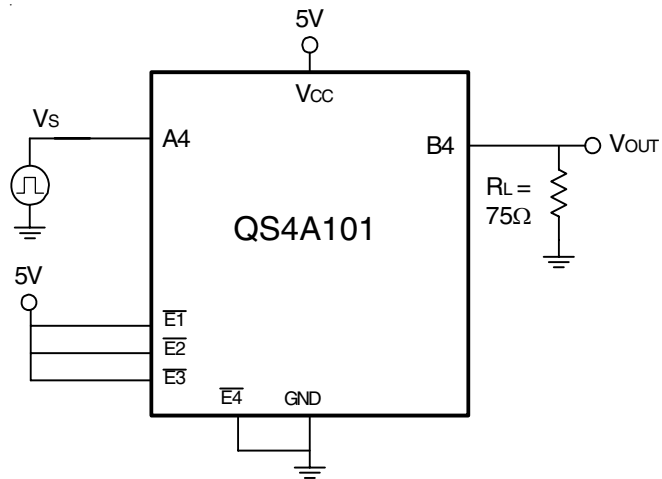 5V
VCC
VS
A4
B4
VOUT
RL =
75Ω
QS4A101
5V
E1
E2
E3
E4
GND